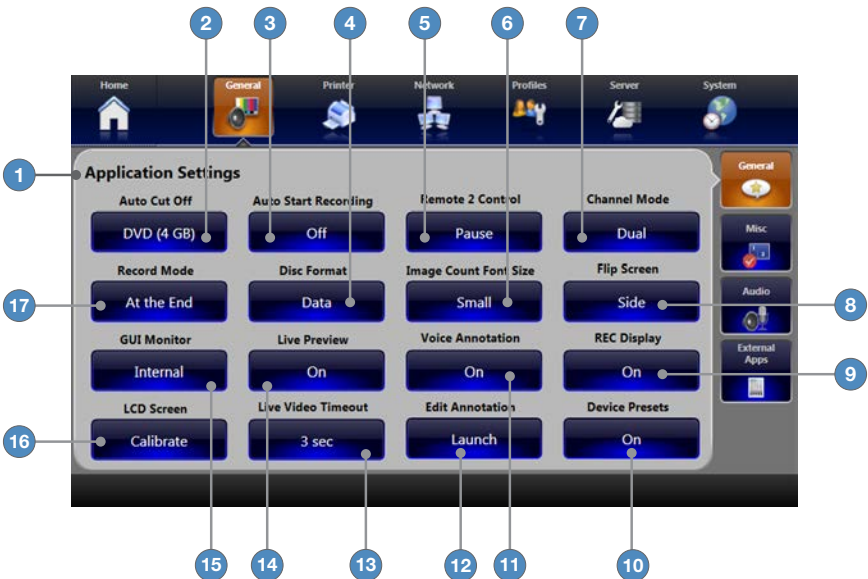 2 3 4 5 6 7
Home General Printer Network Profiles Server System
1
Application Settings
General
Auto Cut Off Auto Start Recording Remote 2 Control Channel Mode
DVD (4 GB) Off Pause Dual
Misc
Record Mode Disc Format Image Count Font Size Flip Screen
17 At the End Data Small Side 8
Audio
GUI Monitor Live Preview Voice Annotation REC Display
External
Apps
Internal On On On 9
LCD Screen Live Video Timeout Edit Annotation Device Presets
16 Calibrate 3 sec Launch On
15 14 13 12 11 10